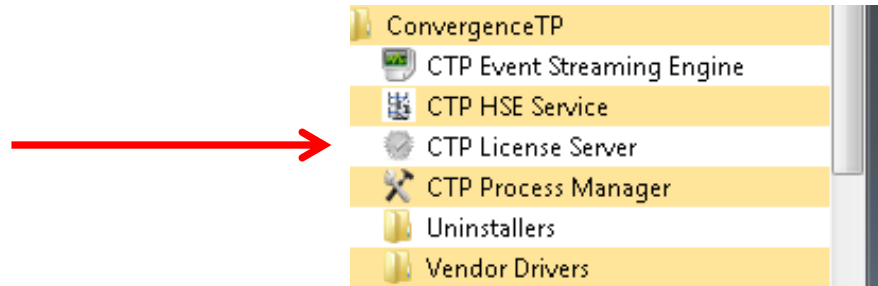 ConvergenceTP
CTP Event Streaming Engine
CTP HSE Service
CTP License Server
CTP Process Manager
Uninstallers
Vendor Drivers